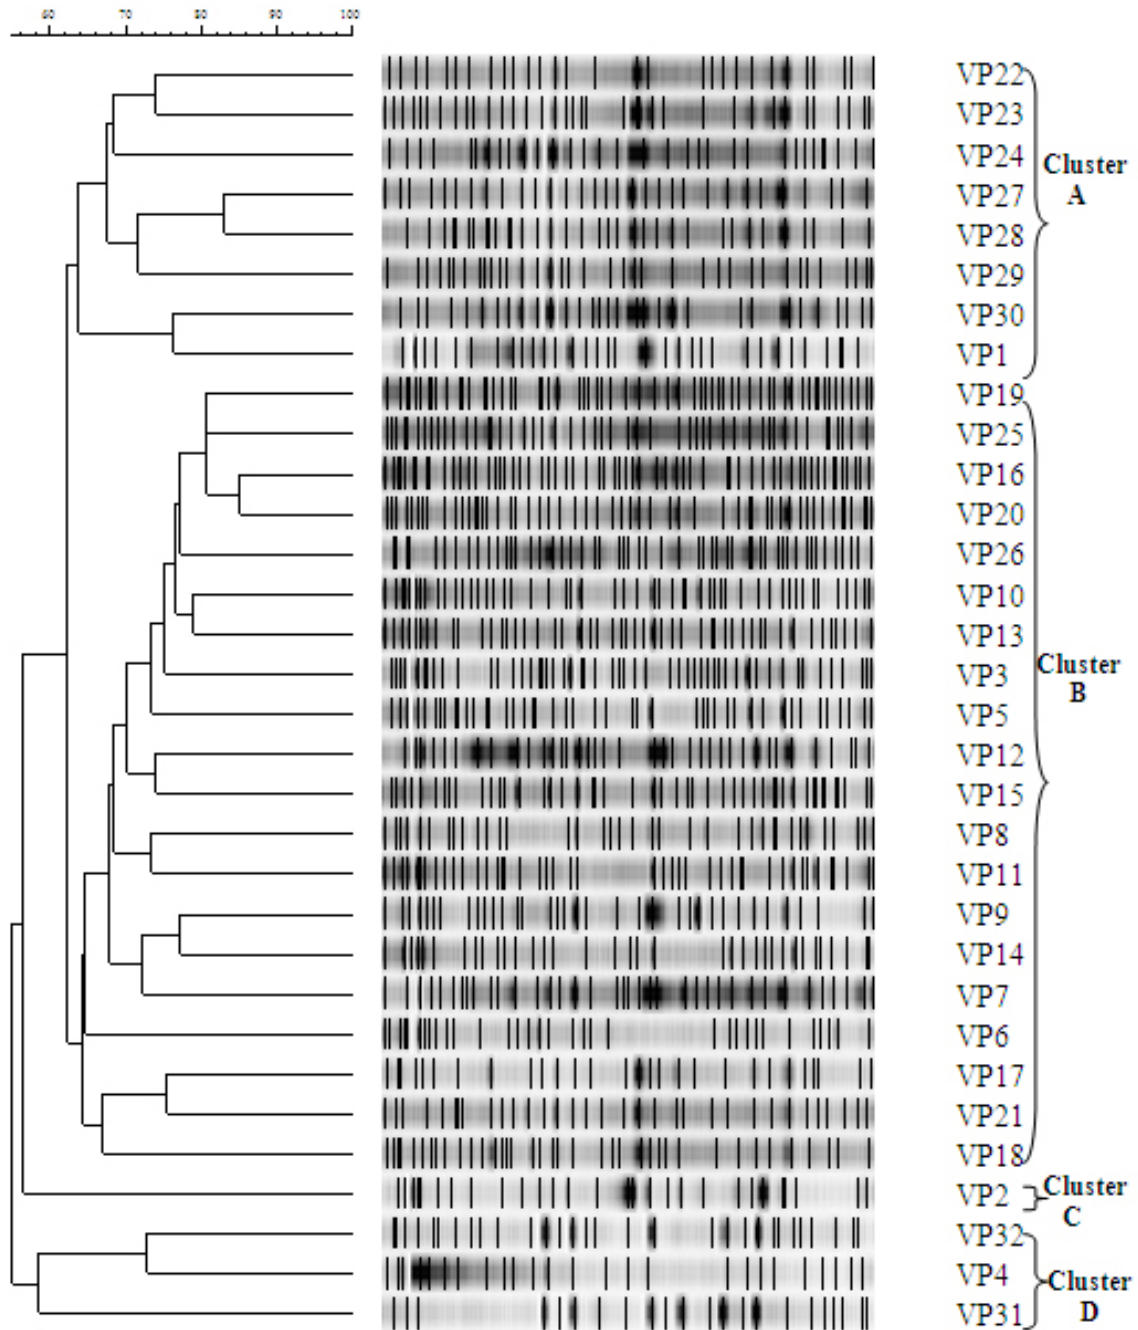 60 70 80 90 100
VP22
VP23
VP24
Cluster
A
VP27
VP28
VP29
VP30
VP1
VP19
VP25
VP16
VP20
VP26
VP10
VP13
VP3
Cluster
B
VP5
VP12
VP15
VP8
VP11
VP9
VP14
VP7
VP6
VP17
VP21
VP18
VP2
Cluster
C
VP32
VP4
Cluster
D
VP31